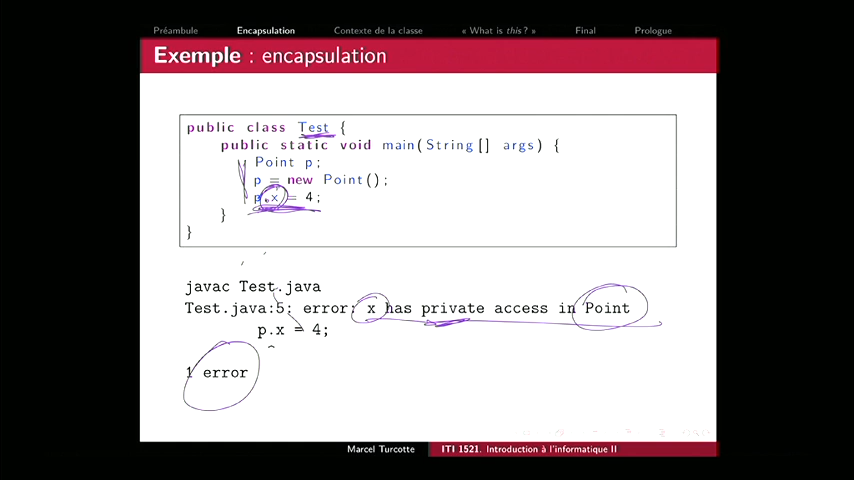 Préambule Encapsulation Contexte de la classe « What is this ? » Final Prologue
Exemple : encapsulation
public class Test {
public static void main(String[] args) {
Point p;
p = new Point();
p.x = 4;
}
}
javac Test.java
Test.java:5: error: x has private access in Point
p.x = 4;
^
1 error
Marcel Turcotte ITI 1521. Introduction à l'informatique II